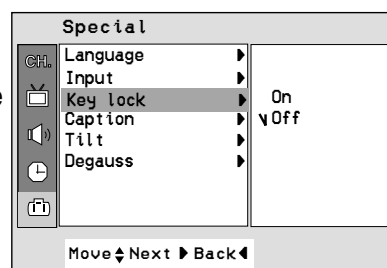 Special
CH.
Language
Input
Key lock
Caption
Tilt
Degauss
On
Off
Move Next Back